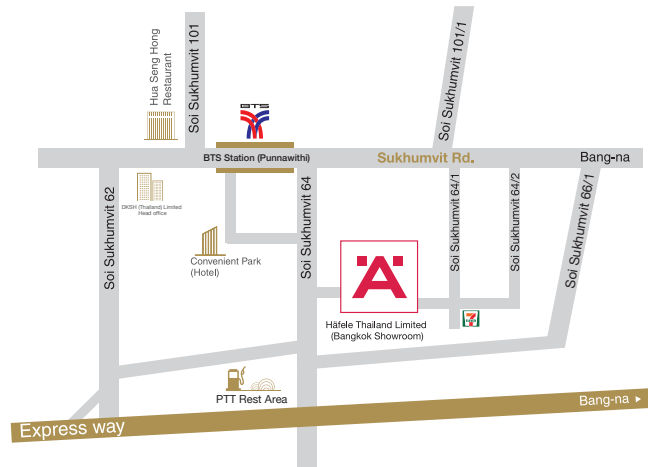 Hua Seng Hong
Restaurant
Soi Sukhumvit 101
BTS
Soi Sukhumvit 101/1
BTS Station (Punnawithi)
Sukhumvit Rd.
Bang-na
Soi Sukhumvit 62
DKSH (Thailand) Limited
Head office
Soi Sukhumvit 64
Soi Sukhumvit 64/1
Soi Sukhumvit 64/2
Soi Sukhumvit 66/1
Convenient Park
(Hotel)
Ä
7
ELEVEN
Häfele Thailand Limited
(Bangkok Showroom)
PTT Rest Area
Express way
Bang-na